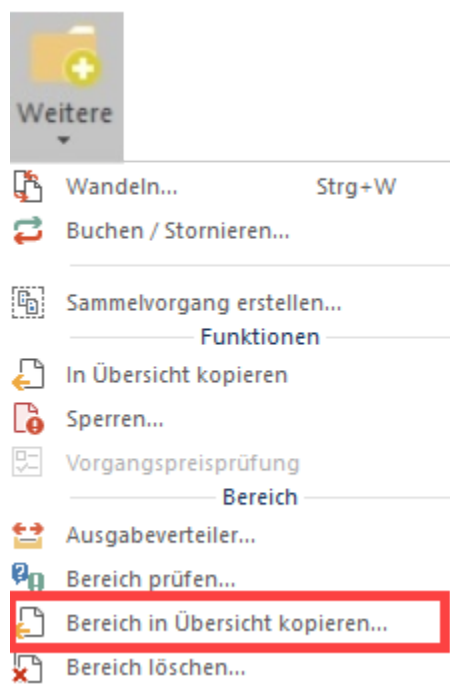 Weitere
Wandeln... Strg+W
Buchen / Stornieren...
Sammelvorgang erstellen...
Funktionen
In Übersicht kopieren
Sperren...
Vorgangspreisprüfung
Bereich
Ausgabeverteiler...
Bereich prüfen...
Bereich in Übersicht kopieren...
Bereich löschen...